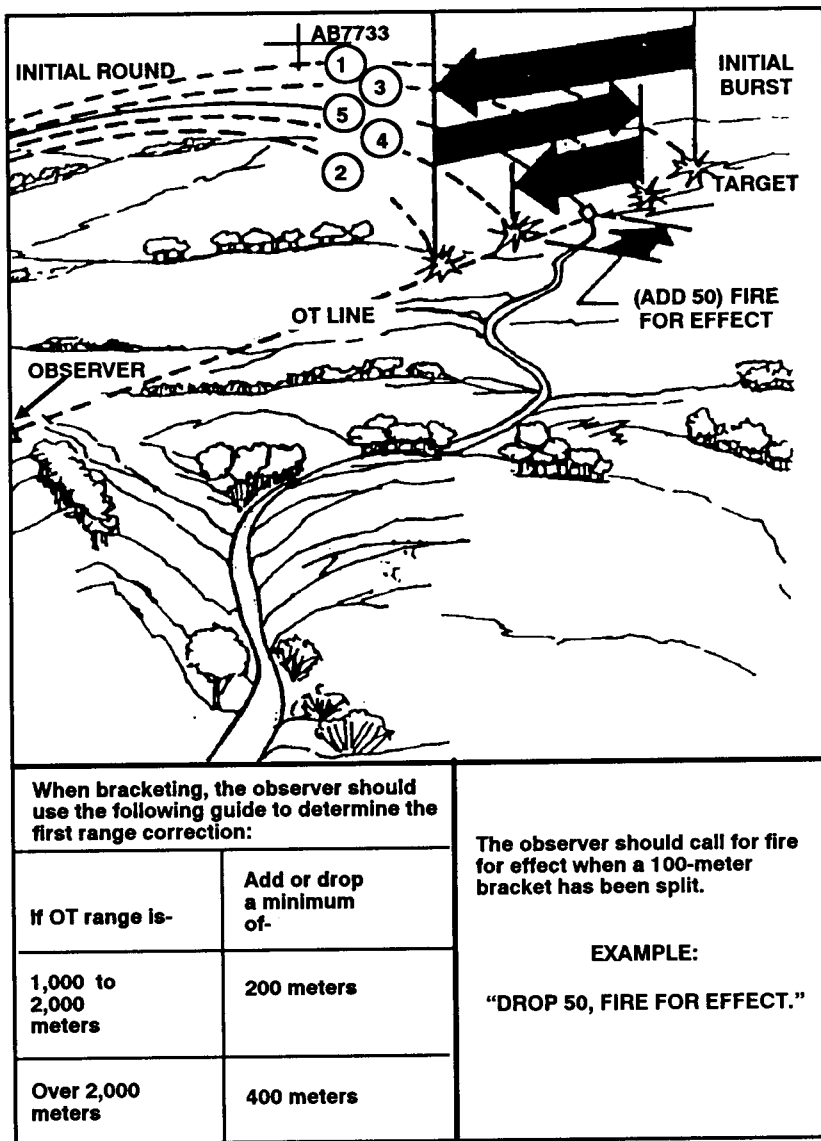 AB7733
INITIAL ROUND
1
3
5
4
2
INITIAL
BURST
TARGET
(ADD 50) FIRE
FOR EFFECT
OT LINE
OBSERVER
When bracketing, the observer should
use the following guide to determine the
first range correction:
If OT range is-
Add or drop
a minimum
of-
1,000 to
2,000
meters
200 meters
Over 2,000
meters
400 meters
The observer should call for fire
for effect when a 100-meter
bracket has been split.
EXAMPLE:
“DROP 50, FIRE FOR EFFECT.”